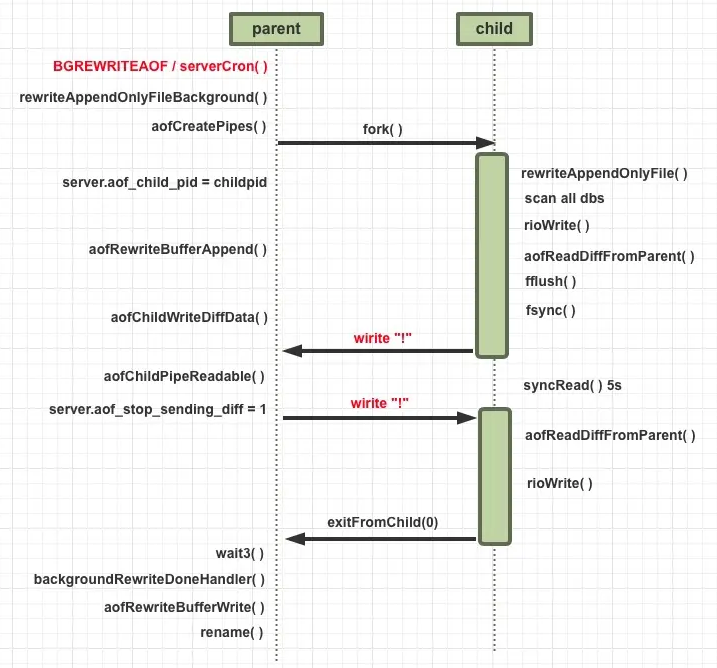 parent
child
BGREWRITEAOF / serverCron( )
rewriteAppendOnlyFileBackground( )
aofCreatePipes( )
fork( )
rewriteAppendOnlyFile( )
server.aof_child_pid = childpid
scan all dbs
rioWrite( )
aofRewriteBufferAppend( )
aofReadDiffFromParent( )
fflush( )
fsync( )
aofChildWriteDiffData( )
wirite "!"
aofChildPipeReadable( )
syncRead( ) 5s
server.aof_stop_sending_diff = 1
wirite "!"
aofReadDiffFromParent( )
rioWrite( )
exitFromChild(0)
wait3( )
backgroundRewriteDoneHandler( )
aofRewriteBufferWrite( )
rename( )